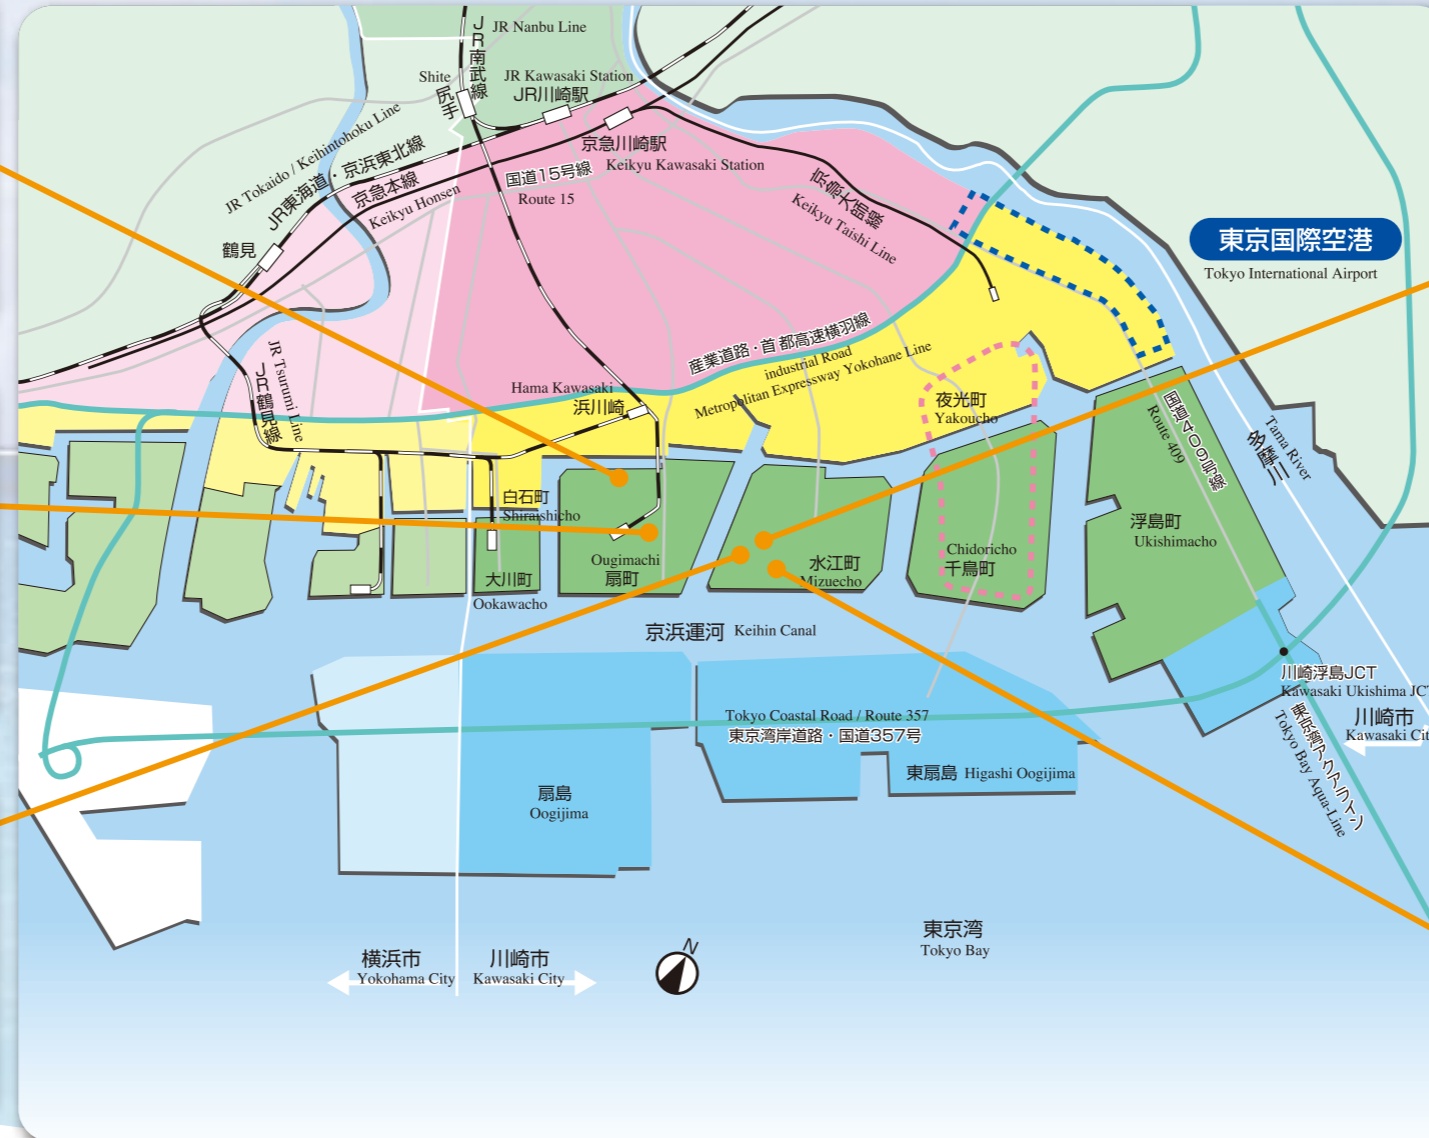 JR Nanbu Line
JR南武線
Shite
尻手
JR Kawasaki Station
JR川崎駅
京急川崎駅
Keikyu Kawasaki Station
JR Tokaido / Keihintohoku Line
JR東海道・京浜東北線
京急本線
Keikyu Honsen
国道15号線
Route 15
京急大師線
Keikyu Taishi Line
鶴見
東京国際空港
Tokyo International Airport
JR Tsurumi Line
JR鶴見線
産業道路・首都高速横羽線
industrial Road
Metropolitan Expressway Yokohane Line
Hama Kawasaki
浜川崎
夜光町
Yakoucho
国道409号線
Route 409
多摩川
Tama River
白石町
Shiraishicho
大川町
Ookawacho
Ougimachi
扇町
水江町
Mizuecho
Chidoricho
千鳥町
浮島町
Ukishimacho
京浜運河 Keihin Canal
川崎浮島JCT
Kawasaki Ukishima JCT
川崎市
Kawasaki Cit
東京湾アクアライン
Tokyo Bay Aqua-Line
Tokyo Coastal Road / Route 357
東京湾岸道路・国道357号
東扇島 Higashi Oogijima
扇島
Oogijima
東京湾
Tokyo Bay
横浜市
Yokohama City
川崎市
Kawasaki City
N